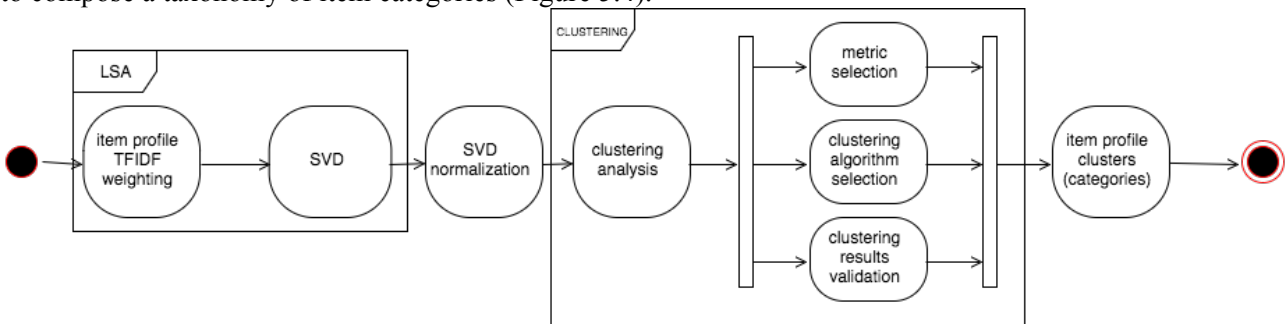 to compose a taxonomy of item categories (Figure 3.4).
CLUSTERING
LSA
metric
selection
item profile
TFIDF
weighting
SVD
SVD
normalization
clustering
analysis
clustering
algorithm
selection
item profile
clusters
(categories)
clustering
results
validation